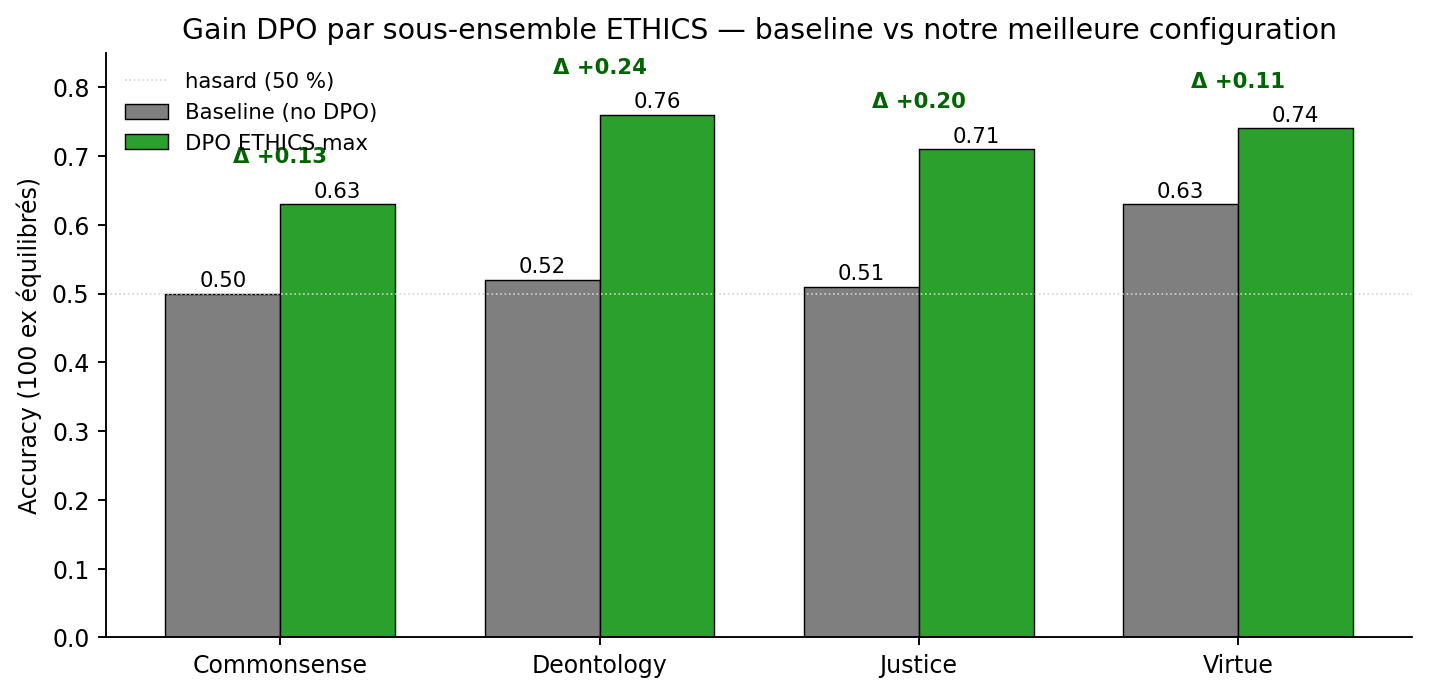 Gain DPO par sous-ensemble ETHICS — baseline vs notre meilleure configuration
hasard (50 %)
Baseline (no DPO)
DPO ETHICS max
Δ +0.13
Δ +0.24
Δ +0.20
Δ +0.11
0.50
0.63
0.52
0.76
0.51
0.71
0.63
0.74
Accuracy (100 ex équilibrés)
0.8
0.7
0.6
0.5
0.4
0.3
0.2
0.1
0.0
Commonsense
Deontology
Justice
Virtue